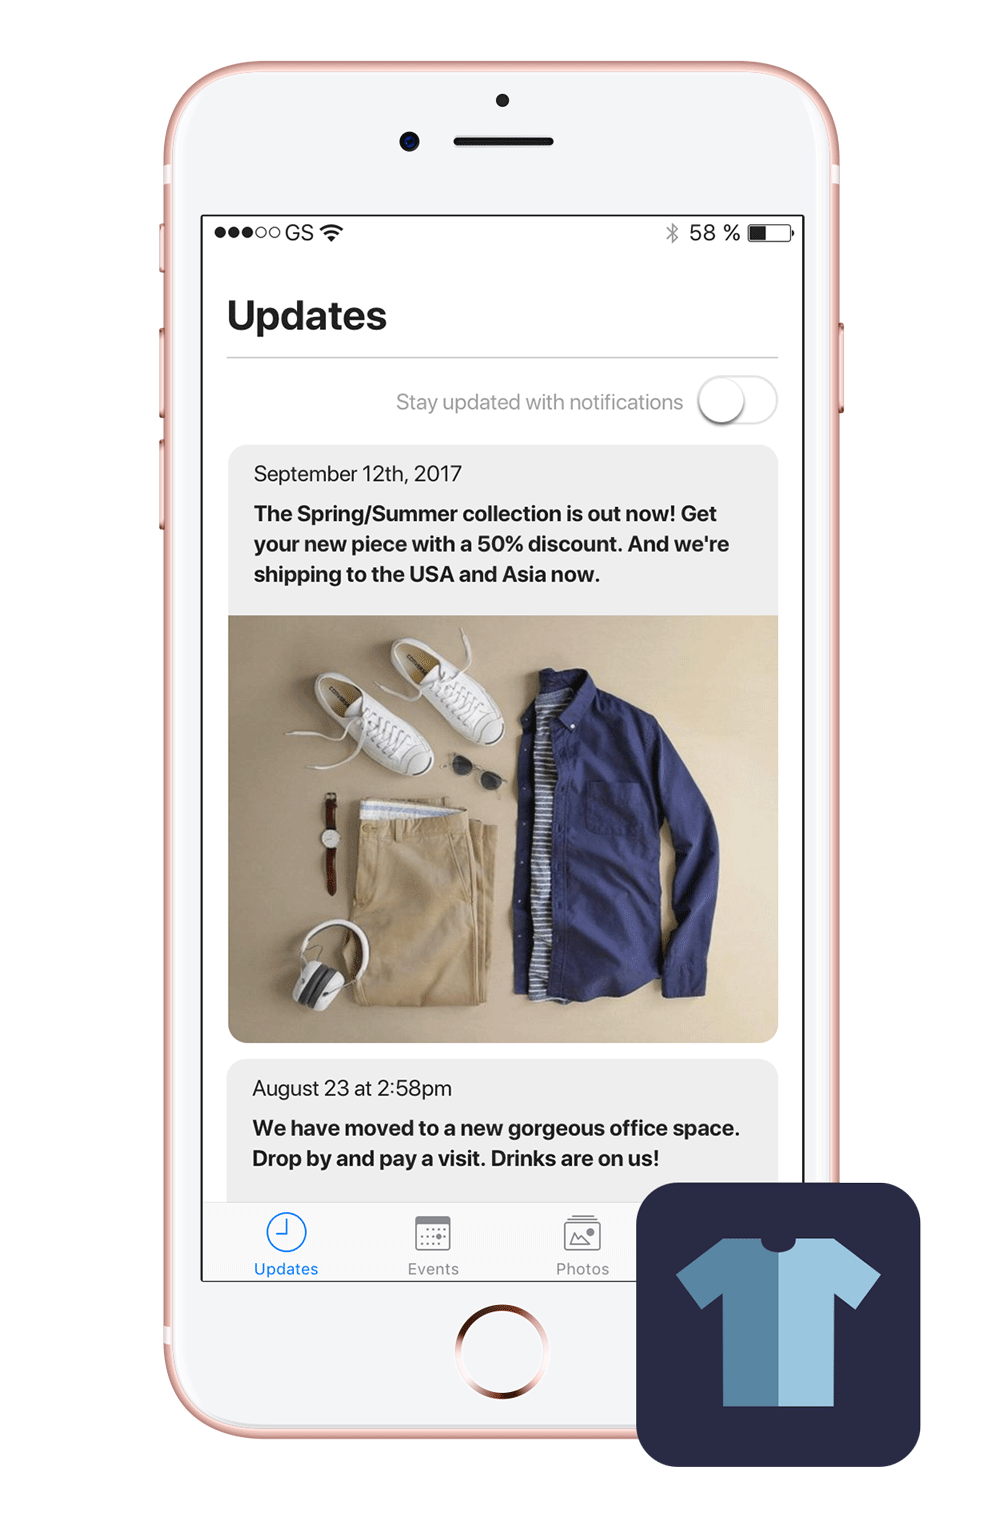 GS 58 %
Updates
Stay updated with notifications
September 12th, 2017
The Spring/Summer collection is out now! Get
your new piece with a 50% discount. And we're
shipping to the USA and Asia now.
August 23 at 2:58pm
We have moved to a new gorgeous office space.
Drop by and pay a visit. Drinks are on us!
Updates Events Photos